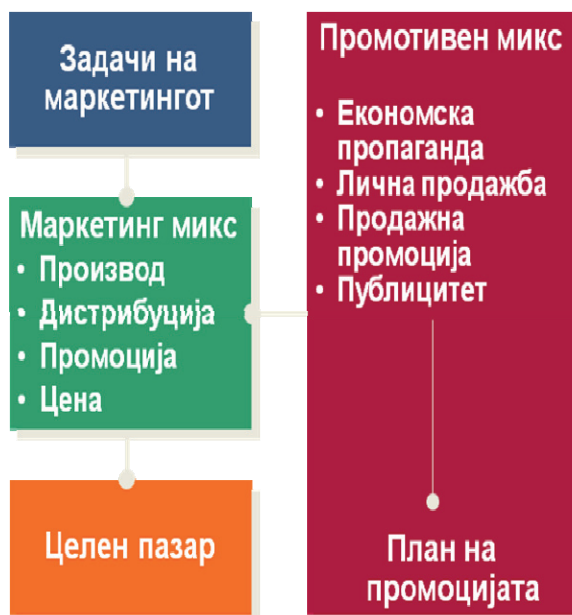 Задачи на
маркетингот
Маркетинг микс
• Производ
• Дистрибуција
• Промоција
• Цена
Целен пазар
Промотивен микс
• Економска
пропаганда
• Лична продажба
• Продажна
промоција
• Публицитет
План на
промоцијата